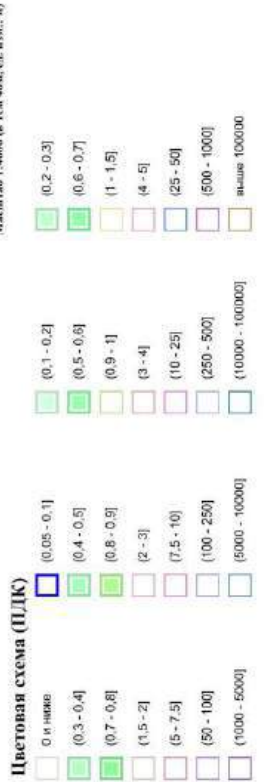 Цветовая схема (ПДК)
0 и ниже (0,05 - 0,1] (0,1 - 0,2] (0,2 - 0,3]
(0,3 - 0,4] (0,4 - 0,5] (0,5 - 0,6] (0,6 - 0,7]
(0,7 - 0,8] (0,8 - 0,9] (0,9 - 1] (1 - 1,5]
(1,5 - 2] (2 - 3] (3 - 4] (4 - 5]
(5 - 7,5] (7,5 - 10] (10 - 25] (25 - 50]
(50 - 100] (100 - 250] (250 - 500] (500 - 1000]
(1000 - 5000] (5000 - 10000] (10000 - 100000] выше 100000